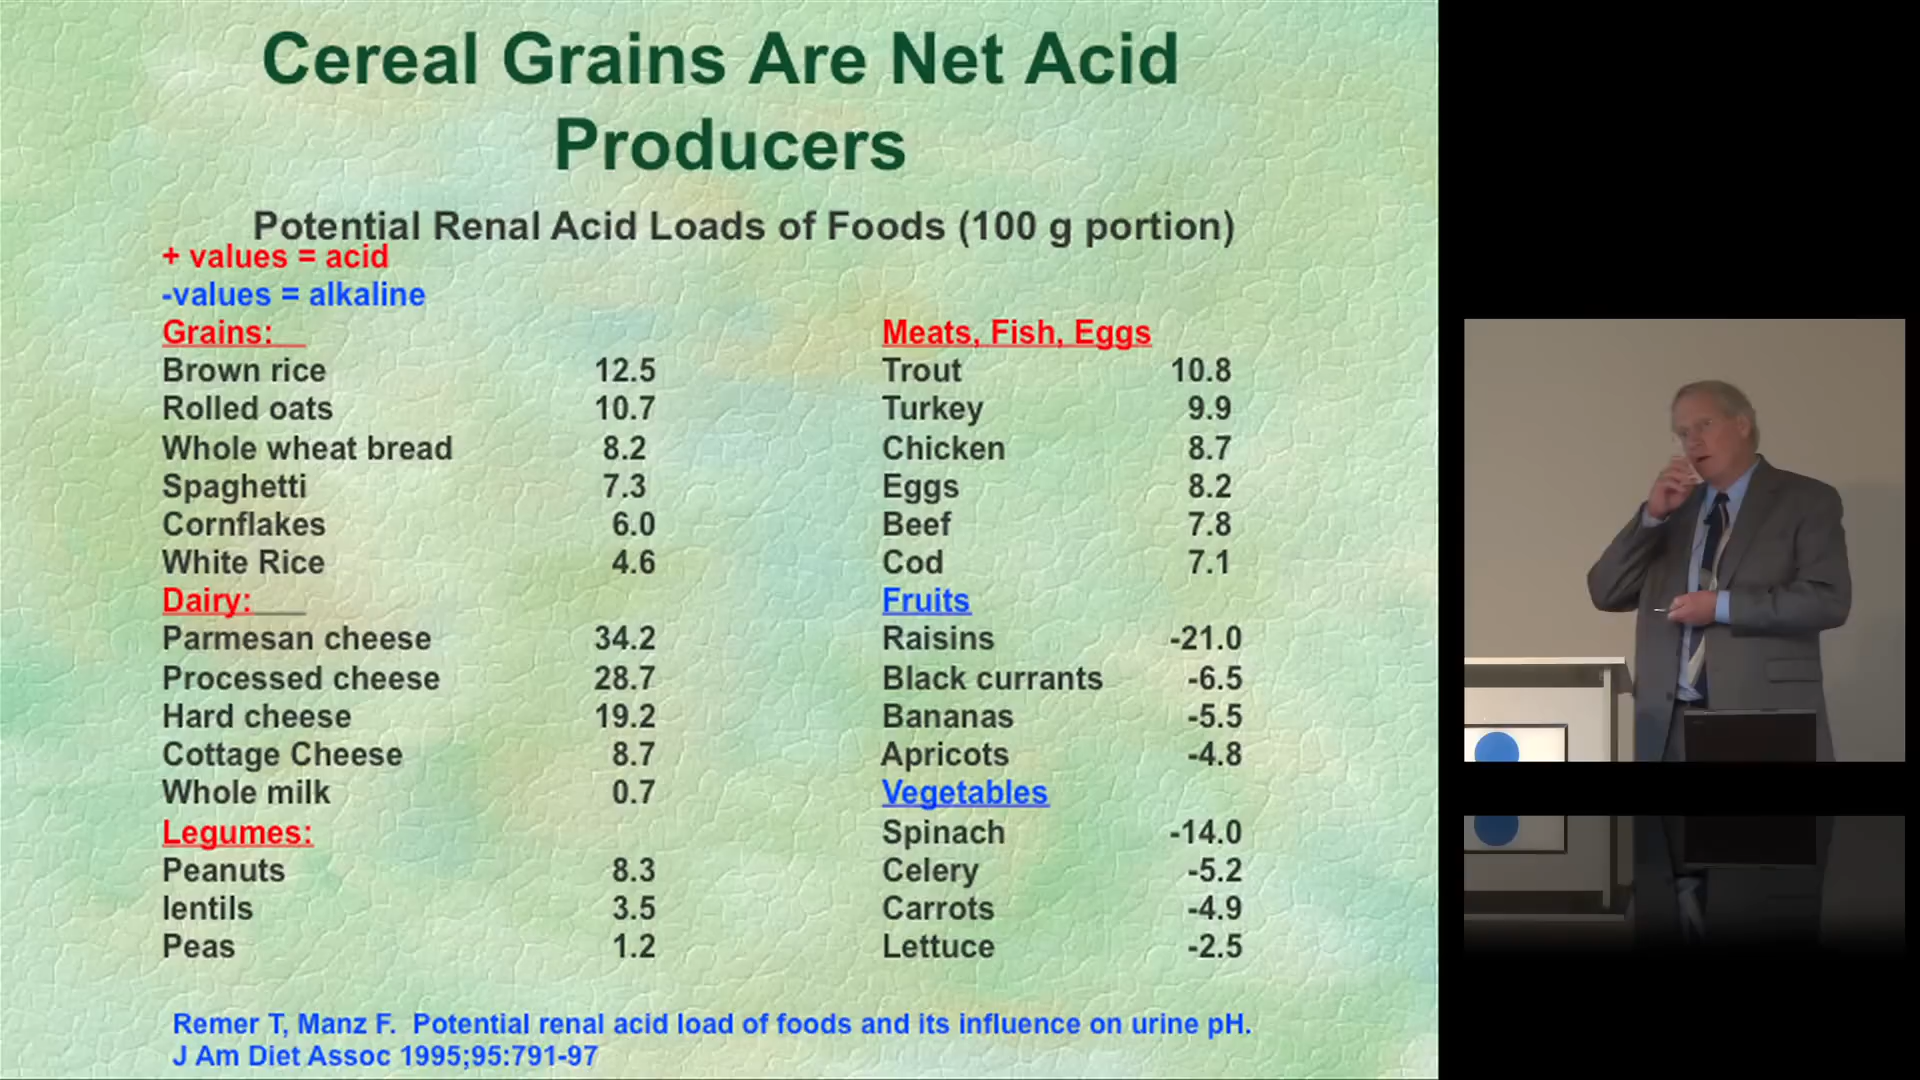 Cereal Grains Are Net Acid
Producers
Potential Renal Acid Loads of Foods (100 g portion)
+ values = acid
-values = alkaline
Grains:
Brown rice 12.5
Rolled oats 10.7
Whole wheat bread 8.2
Spaghetti 7.3
Cornflakes 6.0
White Rice 4.6
Dairy:
Parmesan cheese 34.2
Processed cheese 28.7
Hard cheese 19.2
Cottage Cheese 8.7
Whole milk 0.7
Legumes:
Peanuts 8.3
lentils 3.5
Peas 1.2
Meats, Fish, Eggs
Trout 10.8
Turkey 9.9
Chicken 8.7
Eggs 8.2
Beef 7.8
Cod 7.1
Fruits
Raisins -21.0
Black currants -6.5
Bananas -5.5
Apricots -4.8
Vegetables
Spinach -14.0
Celery -5.2
Carrots -4.9
Lettuce -2.5
Remer T, Manz F. Potential renal acid load of foods and its influence on urine pH.
J Am Diet Assoc 1995;95:791-97